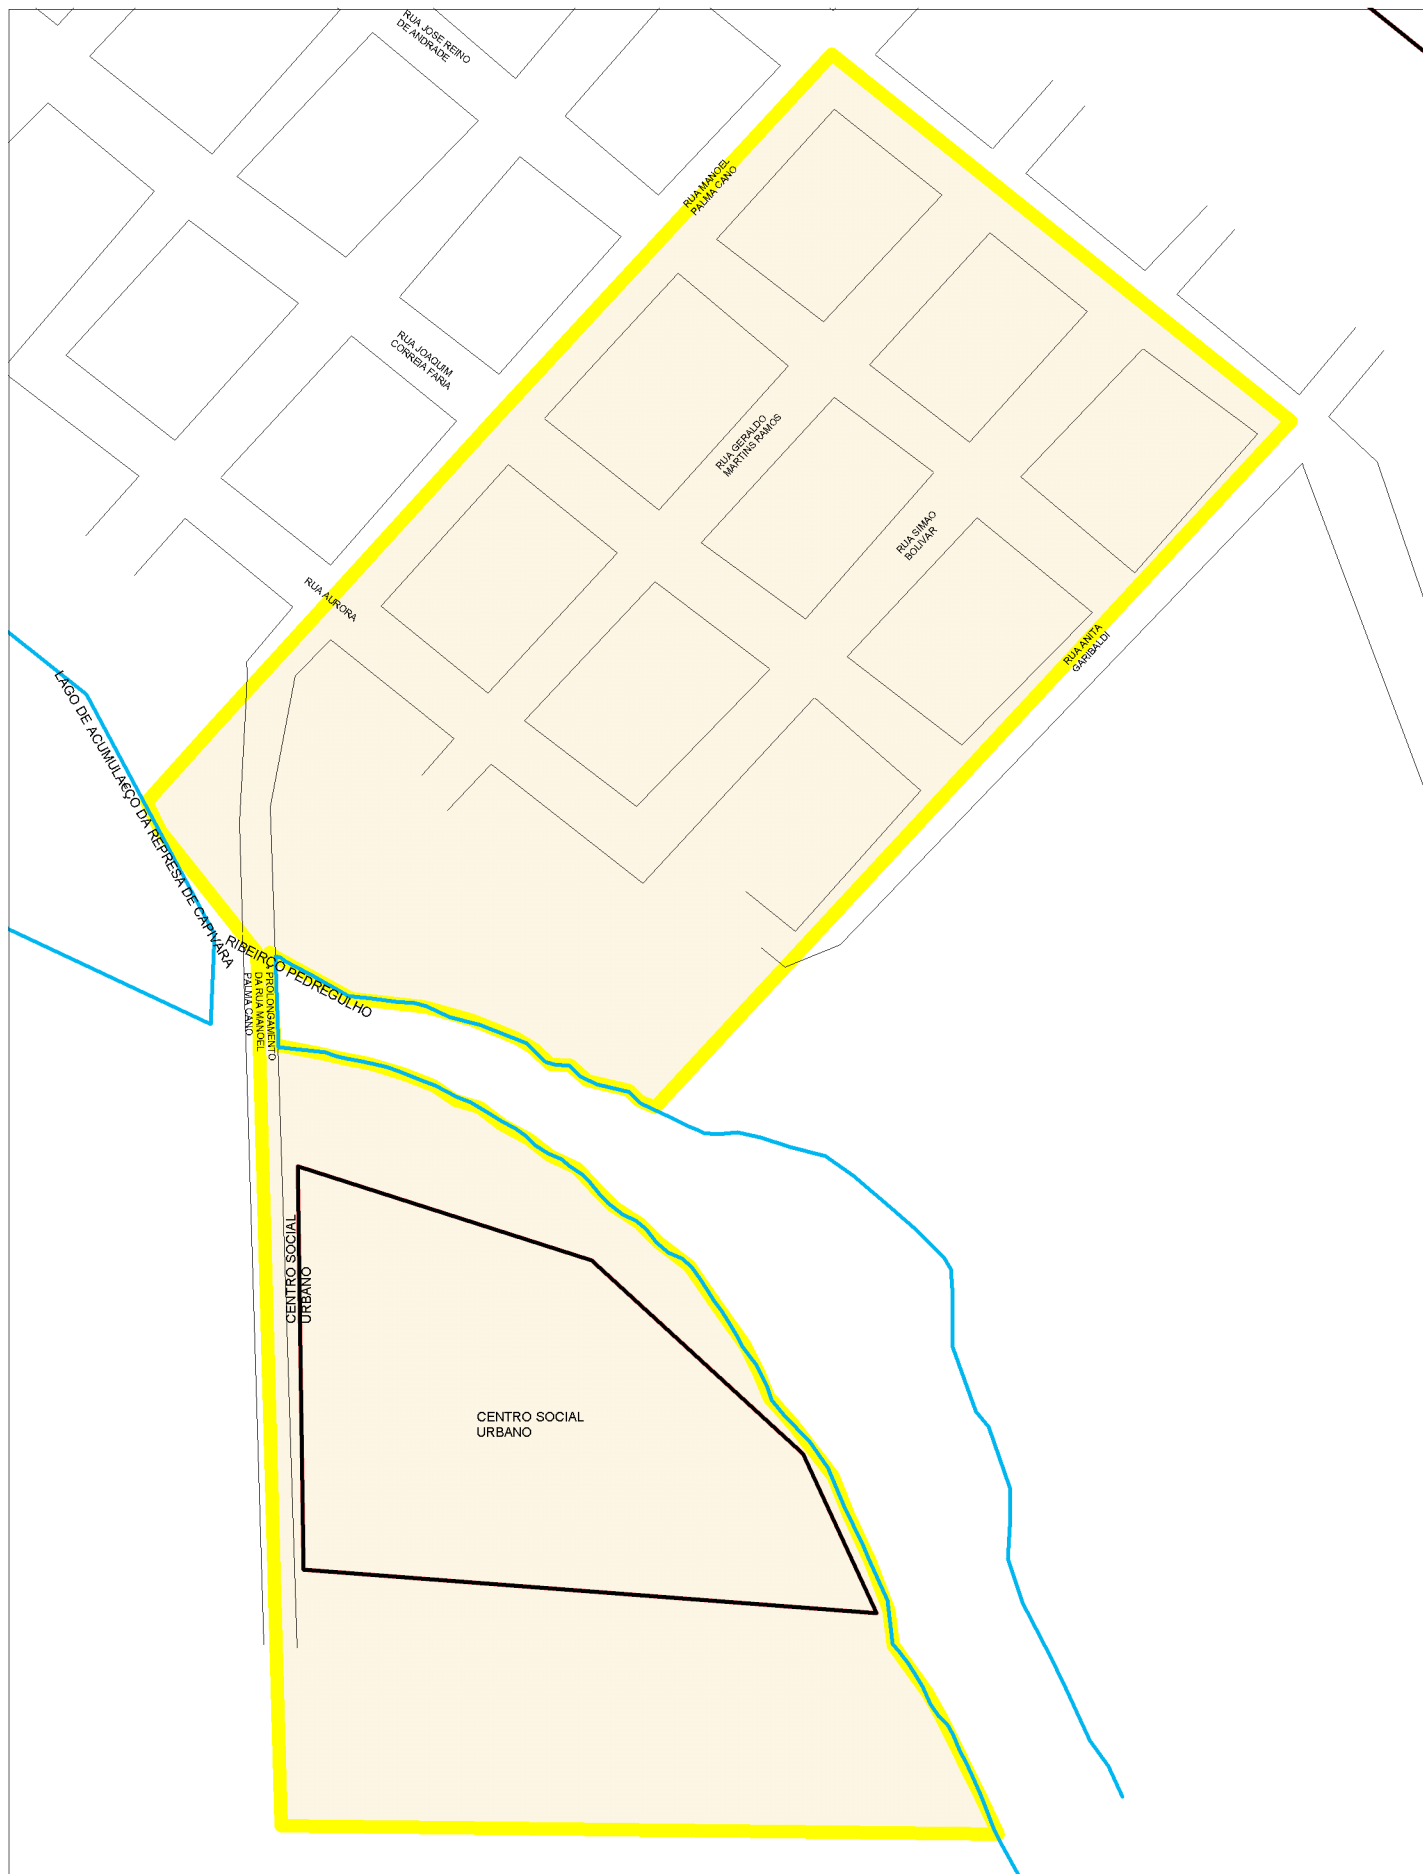 RUA JOSE REINO
DE ANDRADE
RUA MANOEL
PALMA CANO
RUA JOAQUIM
CORREIA FARIA
RUA GERALDO
MARTINS RAMOS
RUA SIMAO
BOLIVAR
RUA AURORA
RUA ANITA
GARIBALDI
LAGO DE ACUMULAÇÇO DA REPRESA DE CAPIVARA
RIBEIRÇO PEDREGULHO
PROLONGAMENTO
DA RUA MANOEL
PALMA CANO
CENTRO SOCIAL
URBANO
CENTRO SOCIAL
URBANO